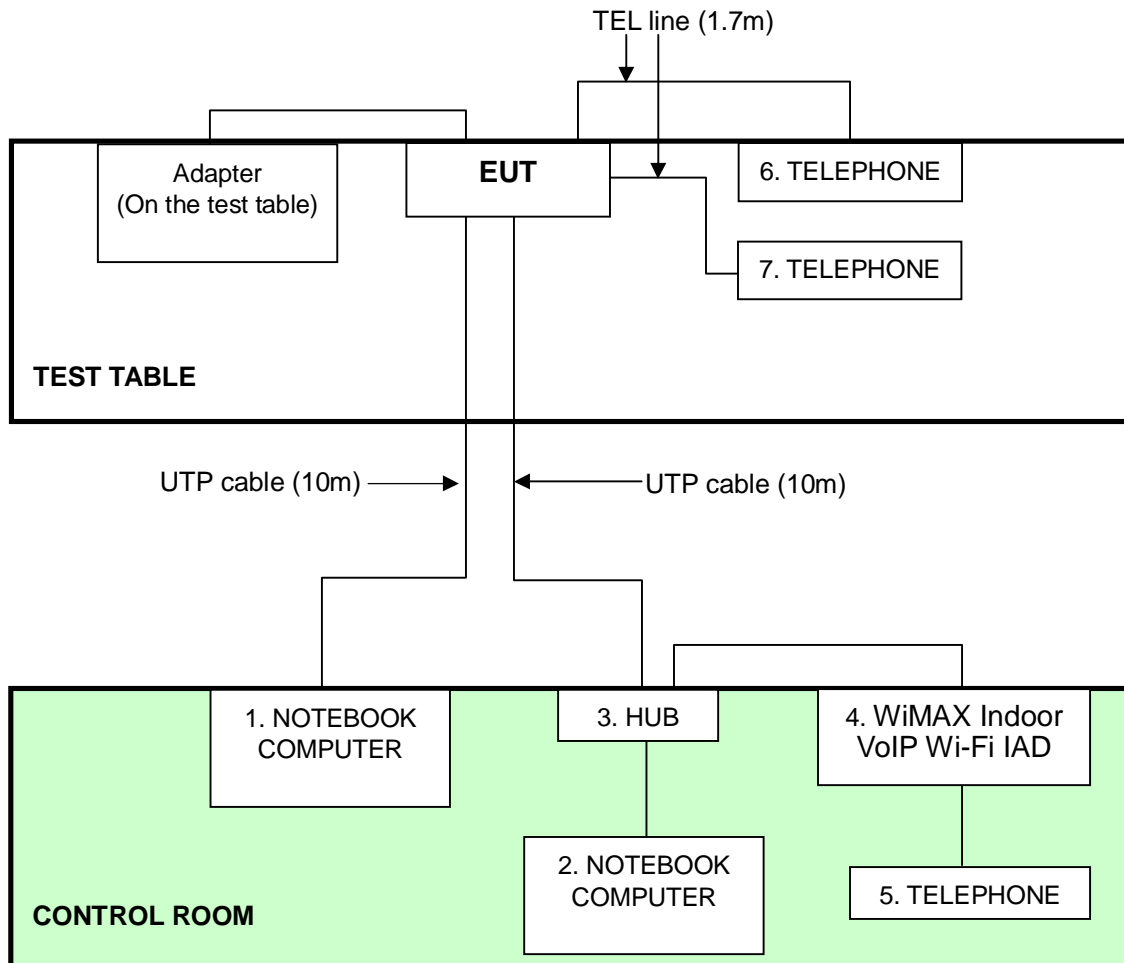 TEL line (1.7m)
Adapter
(On the test table)
EUT
6. TELEPHONE
7. TELEPHONE
TEST TABLE
UTP cable (10m)
UTP cable (10m)
1. NOTEBOOK
COMPUTER
3. HUB
4. WiMAX Indoor
VoIP Wi-Fi IAD
2. NOTEBOOK
COMPUTER
5. TELEPHONE
CONTROL ROOM